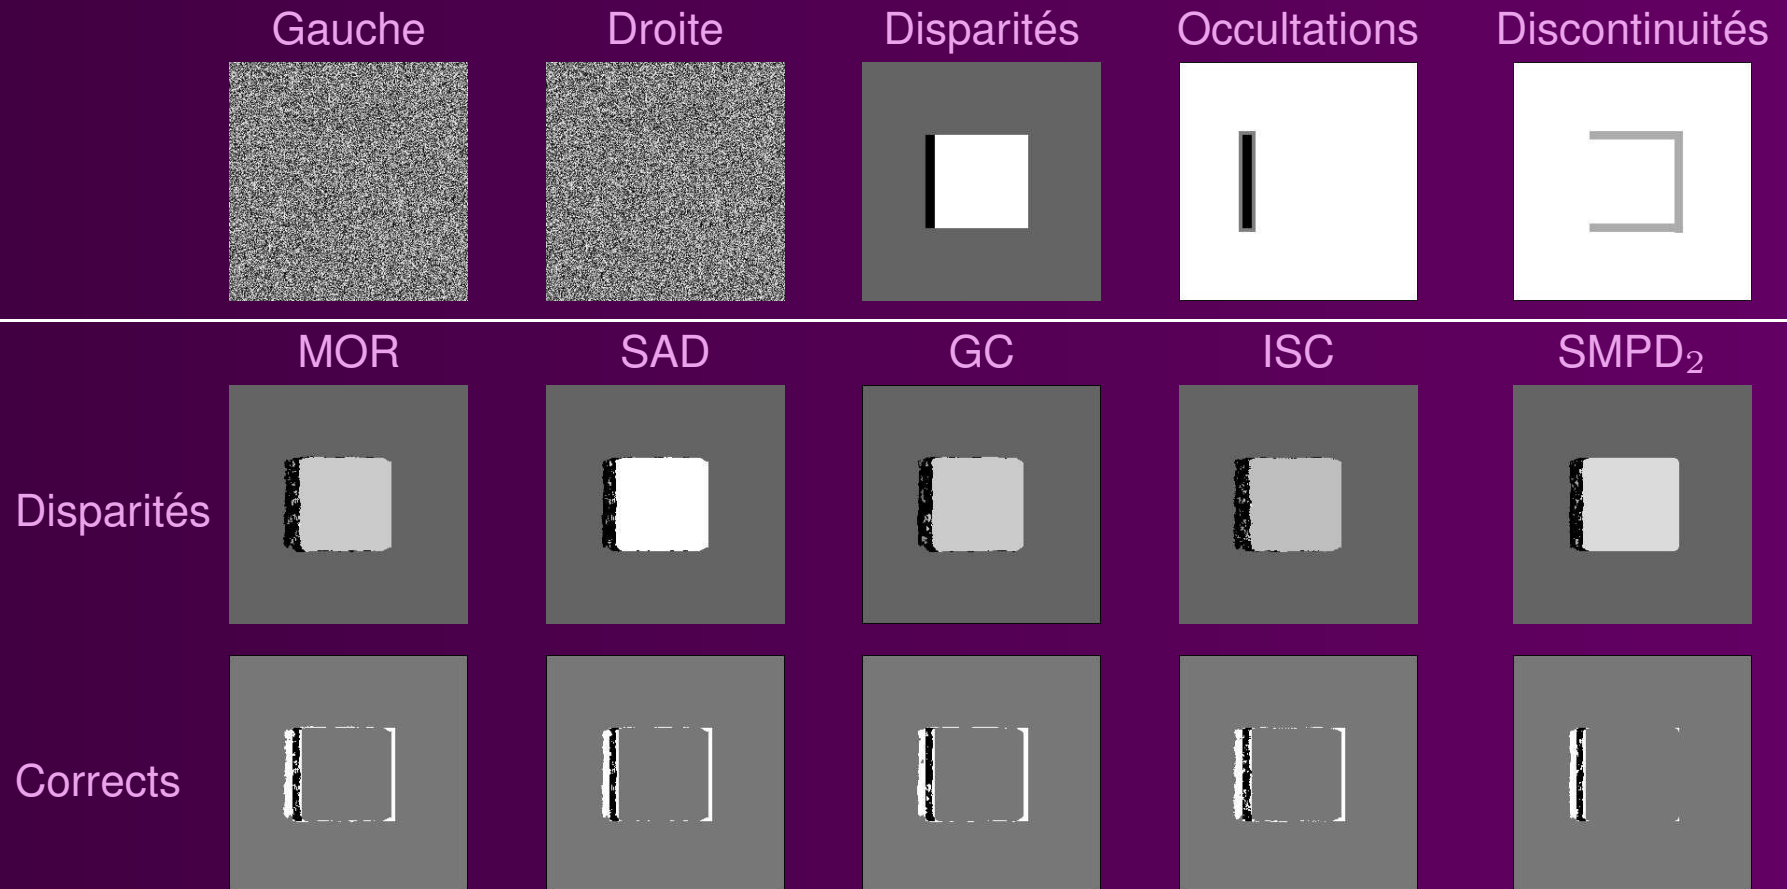 Gauche Droite Disparités Occultations Discontinuités
MOR SAD GC ISC SMPD₂
Disparités
Corrects